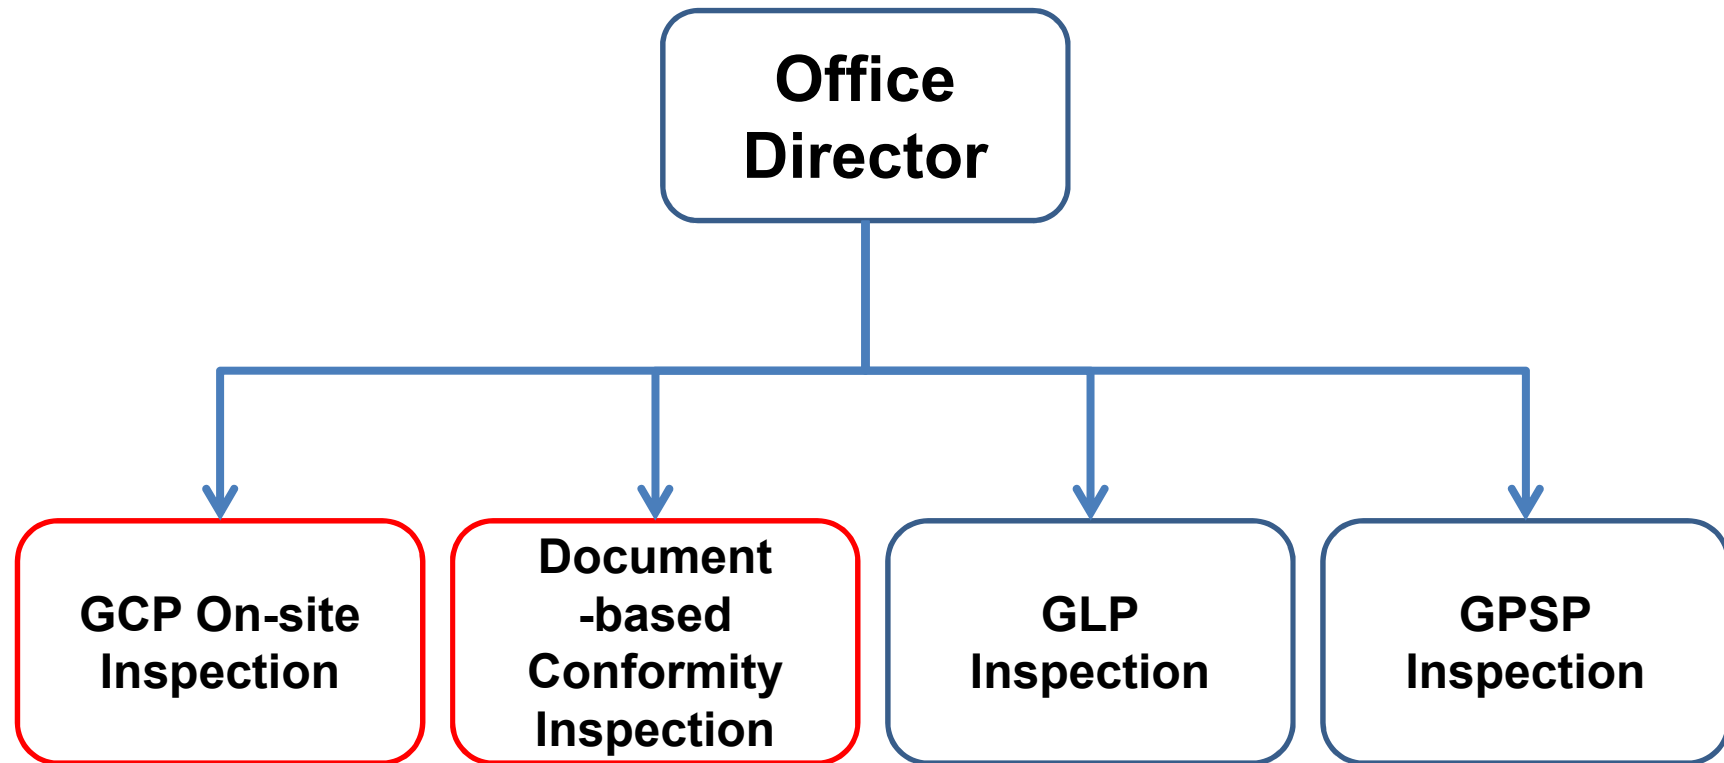 Office
Director
GCP On-site
Inspection
Document
-based
Conformity
Inspection
GLP
Inspection
GPSP
Inspection